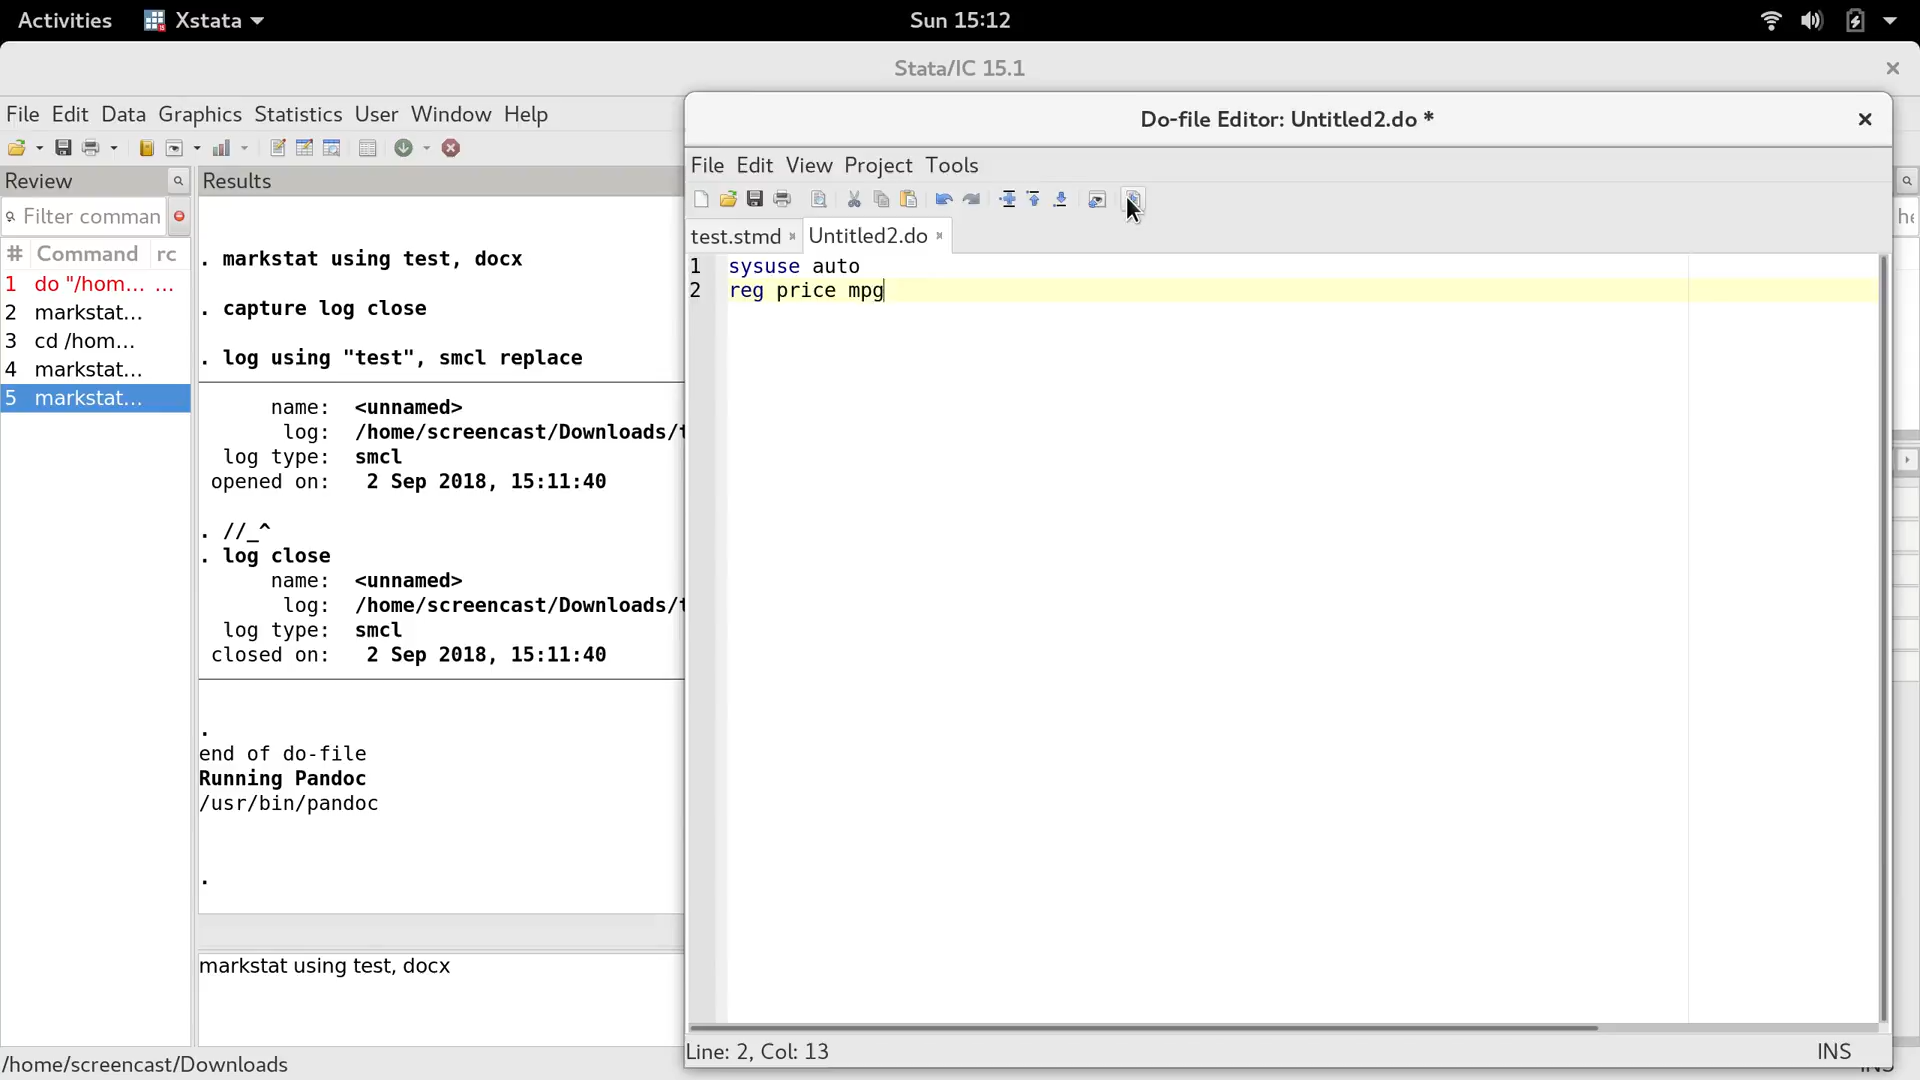 Activities Xstata Sun 15:12
Stata/IC 15.1
File Edit Data Graphics Statistics User Window Help
Review
Filter comman
# Command rc
1 do "/hom... ...
2 markstat...
3 cd /hom...
4 markstat...
5 markstat...
Results
. markstat using test, docx
. capture log close
. log using "test", smcl replace
name: <unnamed>
log: /home/screencast/Downloads/t
log type: smcl
opened on: 2 Sep 2018, 15:11:40
. //_^
. log close
name: <unnamed>
log: /home/screencast/Downloads/t
log type: smcl
closed on: 2 Sep 2018, 15:11:40
.
end of do-file
Running Pandoc
/usr/bin/pandoc
.
markstat using test, docx
/home/screencast/Downloads
Do-file Editor: Untitled2.do *
File Edit View Project Tools
test.stmd Untitled2.do
1 sysuse auto
2 reg price mpg
Line: 2, Col: 13 INS